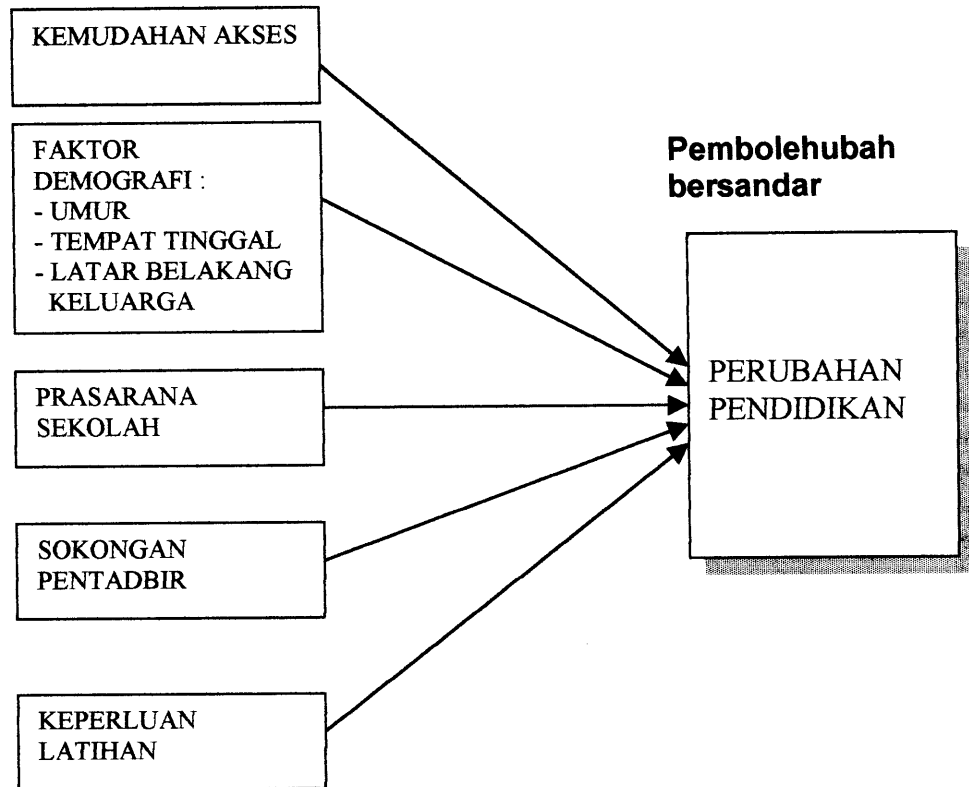 KEMUDAHAN AKSES
FAKTOR
DEMOGRAFI :
- UMUR
- TEMPAT TINGGAL
- LATAR BELAKANG
KELUARGA
PRASARANA
SEKOLAH
SOKONGAN
PENTADBIR
KEPERLUAN
LATIHAN
Pembolehubah
bersandar
PERUBAHAN
PENDIDIKAN